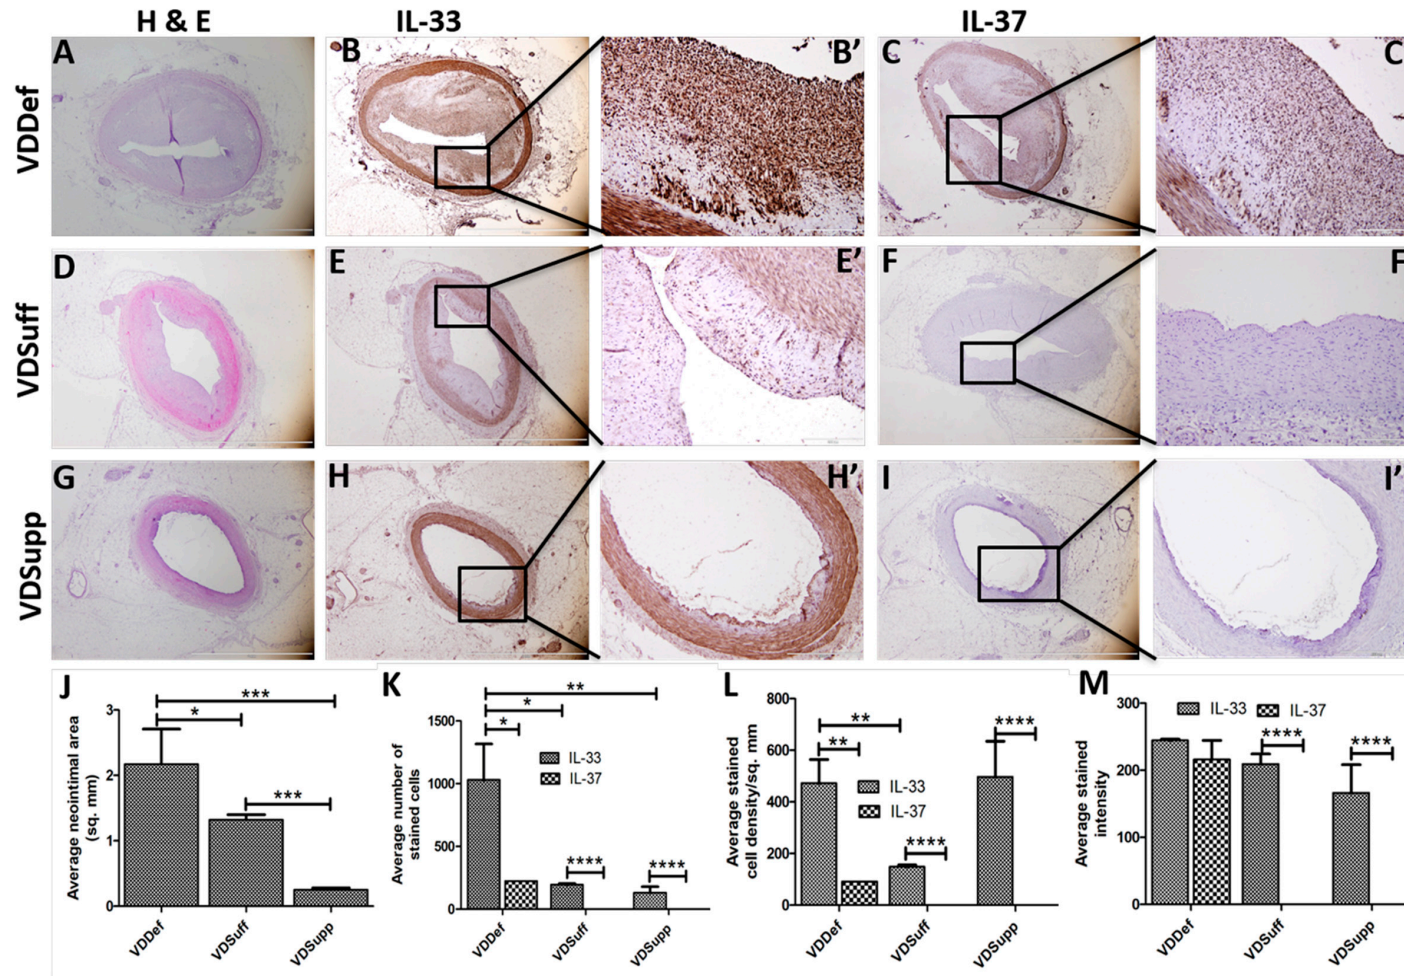 H & E
IL-33
IL-37
VDDef
A
B
B’
C
C
VDSuff
D
E
E’
F
F
VDSupp
G
H
H’
I
I’
J
Average neointimal area
(sq. mm)
3
2
1
0
***
*
***
VDDef
VDSuff
VDSupp
K
Average number of
stained cells
1500
1000
500
0
**
*
*
****
****
IL-33
IL-37
VDDef
VDSuff
VDSupp
L
Average stained
cell density/sq. mm
800
600
400
200
0
**
**
****
****
IL-33
IL-37
VDDef
VDSuff
VDSupp
M
Average stained
intensity
300
200
100
0
IL-33
IL-37
****
****
VDDef
VDSuff
VDSupp